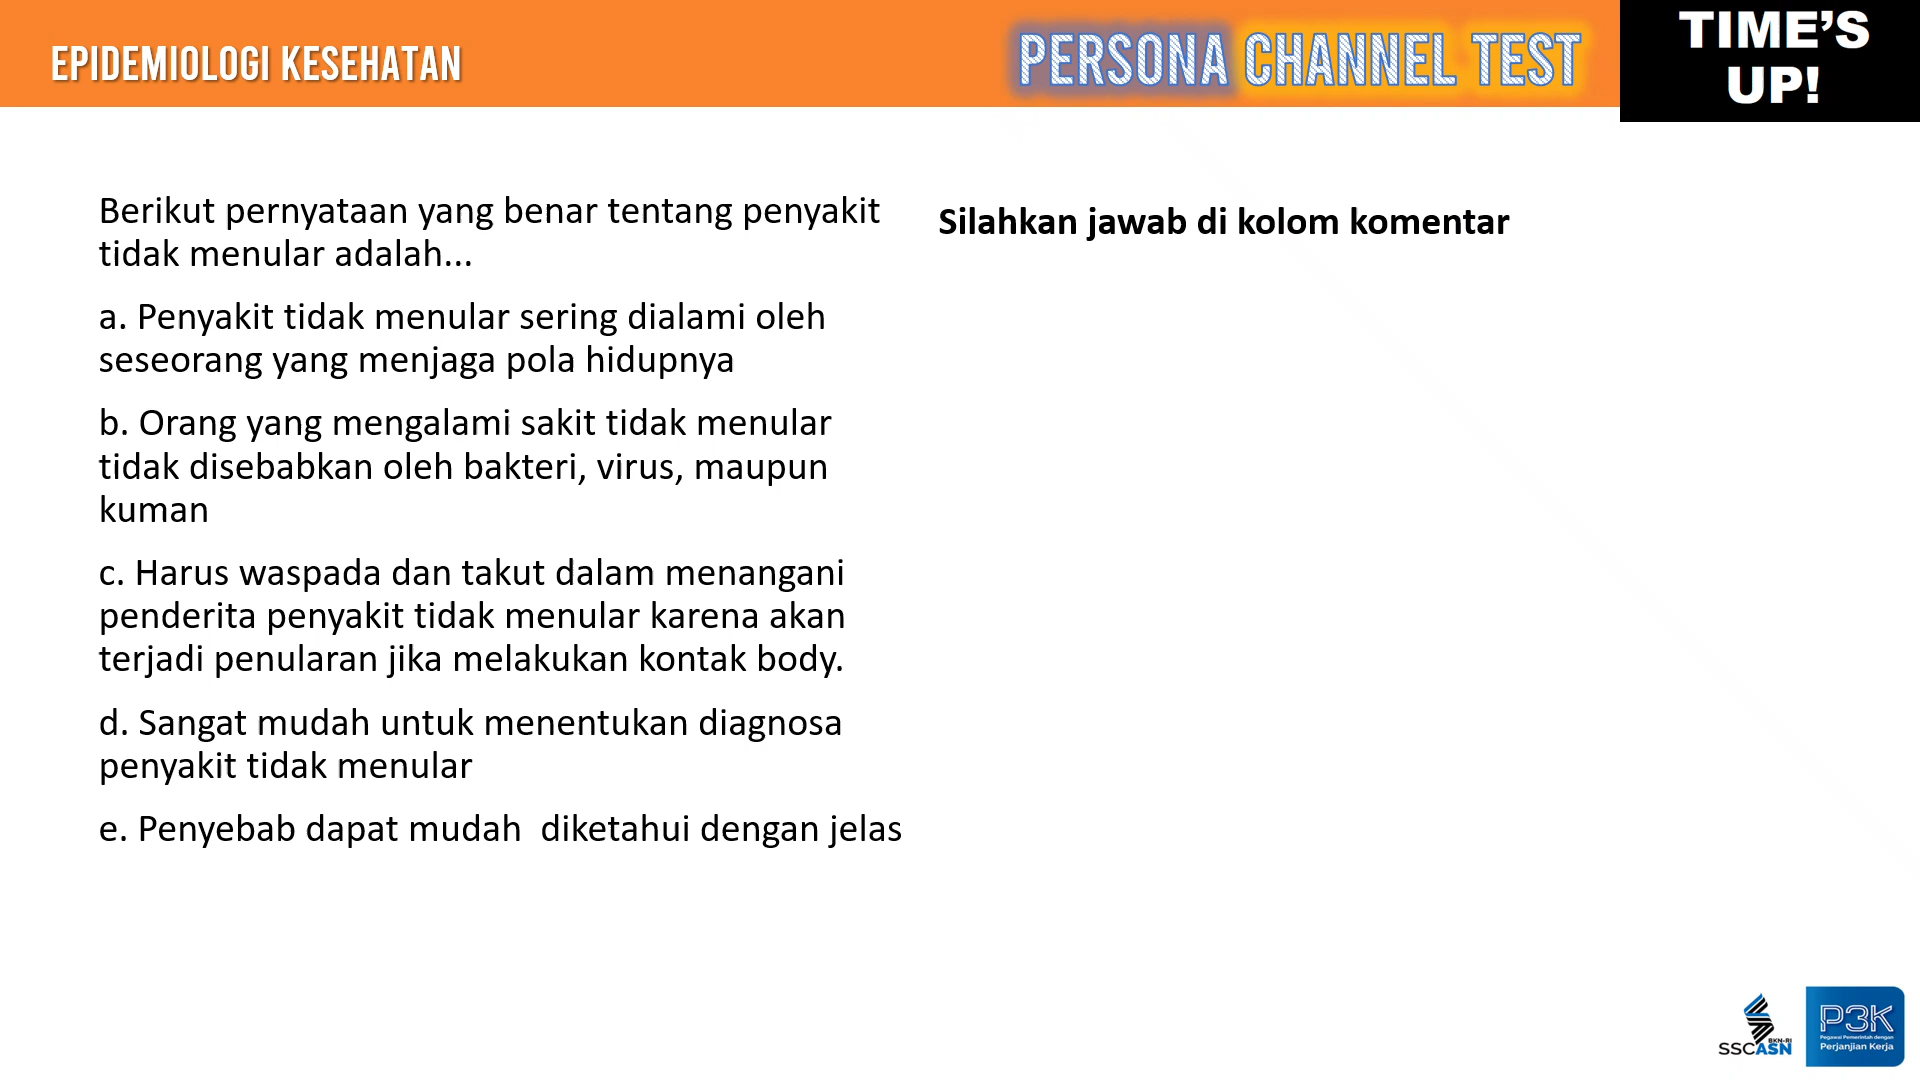 EPIDEMIOLOGI KESEHATAN
PERSONA CHANNEL TEST
TIME'S
UP!
Berikut pernyataan yang benar tentang penyakit
tidak menular adalah...
a. Penyakit tidak menular sering dialami oleh
seseorang yang menjaga pola hidupnya
b. Orang yang mengalami sakit tidak menular
tidak disebabkan oleh bakteri, virus, maupun
kuman
c. Harus waspada dan takut dalam menangani
penderita penyakit tidak menular karena akan
terjadi penularan jika melakukan kontak body.
d. Sangat mudah untuk menentukan diagnosa
penyakit tidak menular
e. Penyebab dapat mudah  diketahui dengan jelas
Silahkan jawab di kolom komentar
BKN-RI
SSCASN
P3K
Pegawai Pemerintah dengan
Perjanjian Kerja